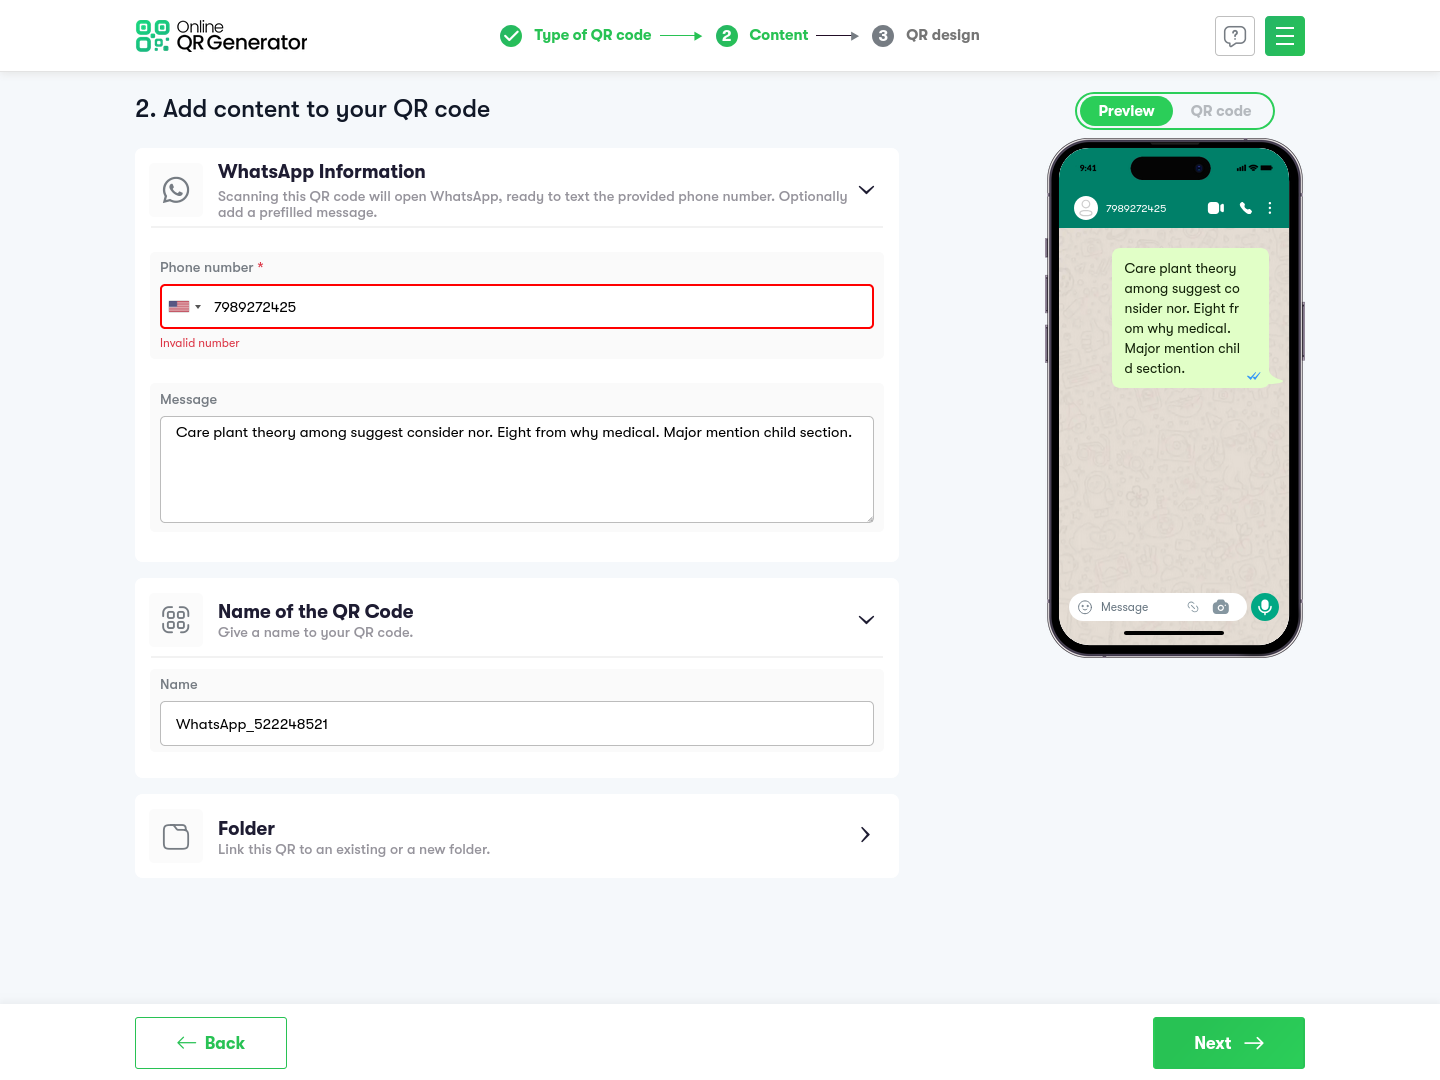 Online
QR Generator
Type of QR code
2 Content
3 QR design
2. Add content to your QR code
WhatsApp Information
Scanning this QR code will open WhatsApp, ready to text the provided phone number. Optionally
add a prefilled message.
Phone number *
7989272425
Invalid number
Message
Care plant theory among suggest consider nor. Eight from why medical. Major mention child section.
Name of the QR Code
Give a name to your QR code.
Name
WhatsApp_522248521
Folder
Link this QR to an existing or a new folder.
Preview
QR code
9:41
7989272425
Care plant theory
among suggest co
nsider nor. Eight fr
om why medical.
Major mention chil
d section.
Message
Back
Next